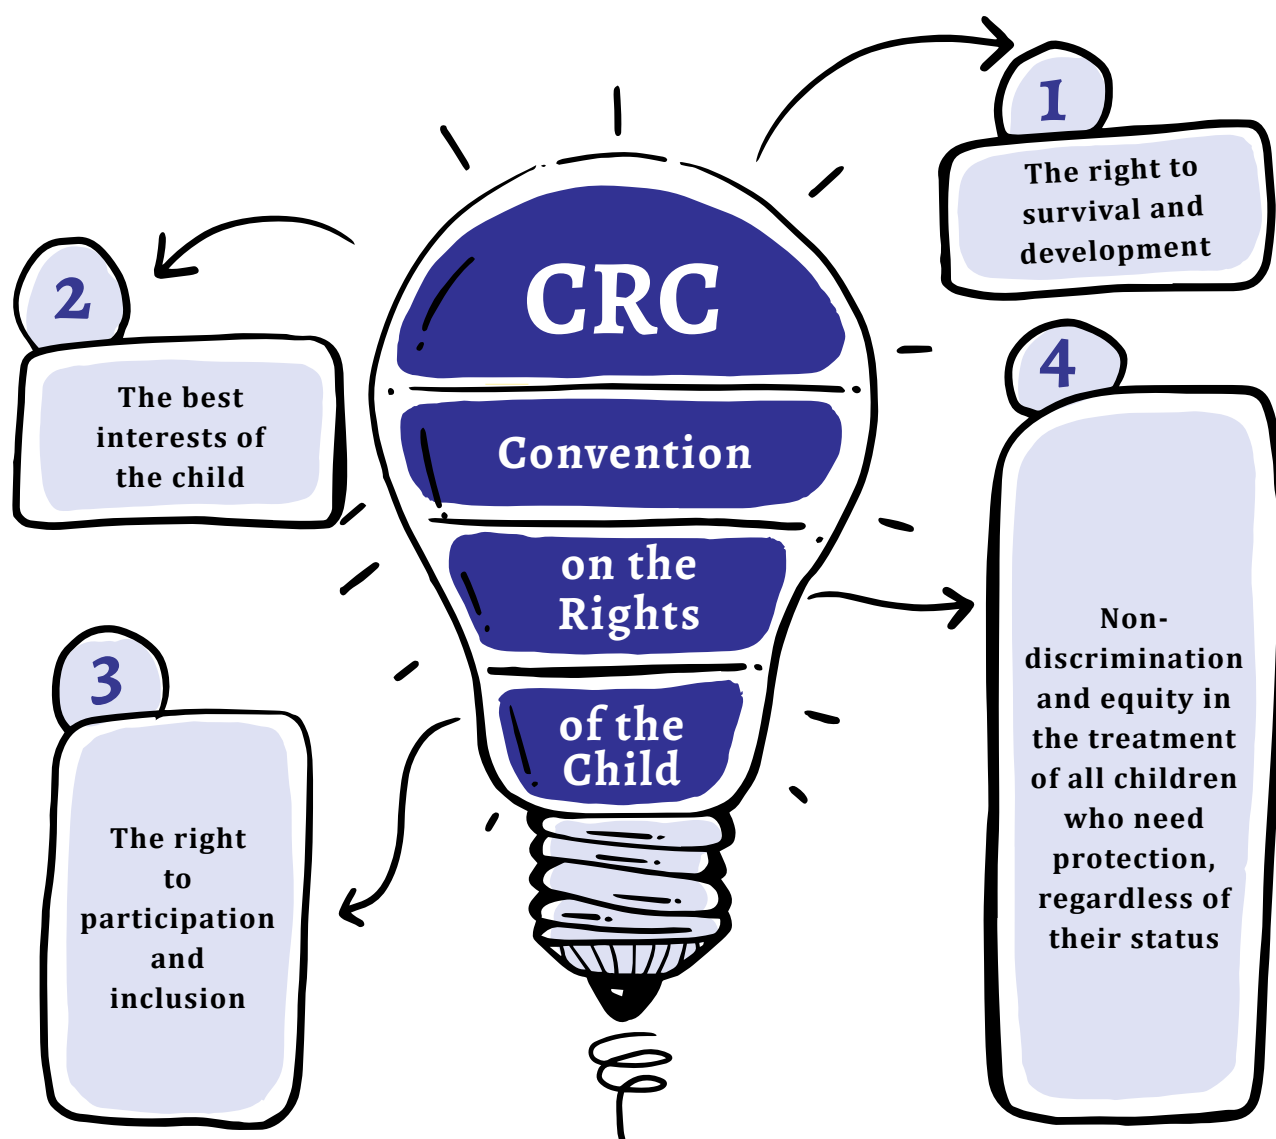 CRC
Convention
on the
Rights
of the
Child
1
The right to
survival and
development
2
The best
interests of
the child
3
The right
to
participation
and
inclusion
4
Non-
discrimination
and equity in
the treatment
of all children
who need
protection,
regardless of
their status